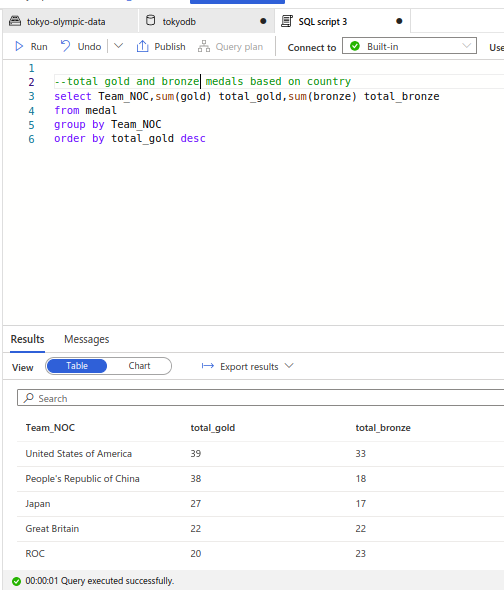 tokyo-olympic-data tokyodb SQL script 3
Run Undo Publish Query plan Connect to Built-in Use
1
2 --total gold and bronze medals based on country
3 select Team_NOC,sum(gold) total_gold,sum(bronze) total_bronze
4 from medal
5 group by Team_NOC
6 order by total_gold desc
Results Messages
View Table Chart Export results
Search
Team_NOC total_gold total_bronze
United States of America 39 33
People's Republic of China 38 18
Japan 27 17
Great Britain 22 22
ROC 20 23
00:00:01 Query executed successfully.